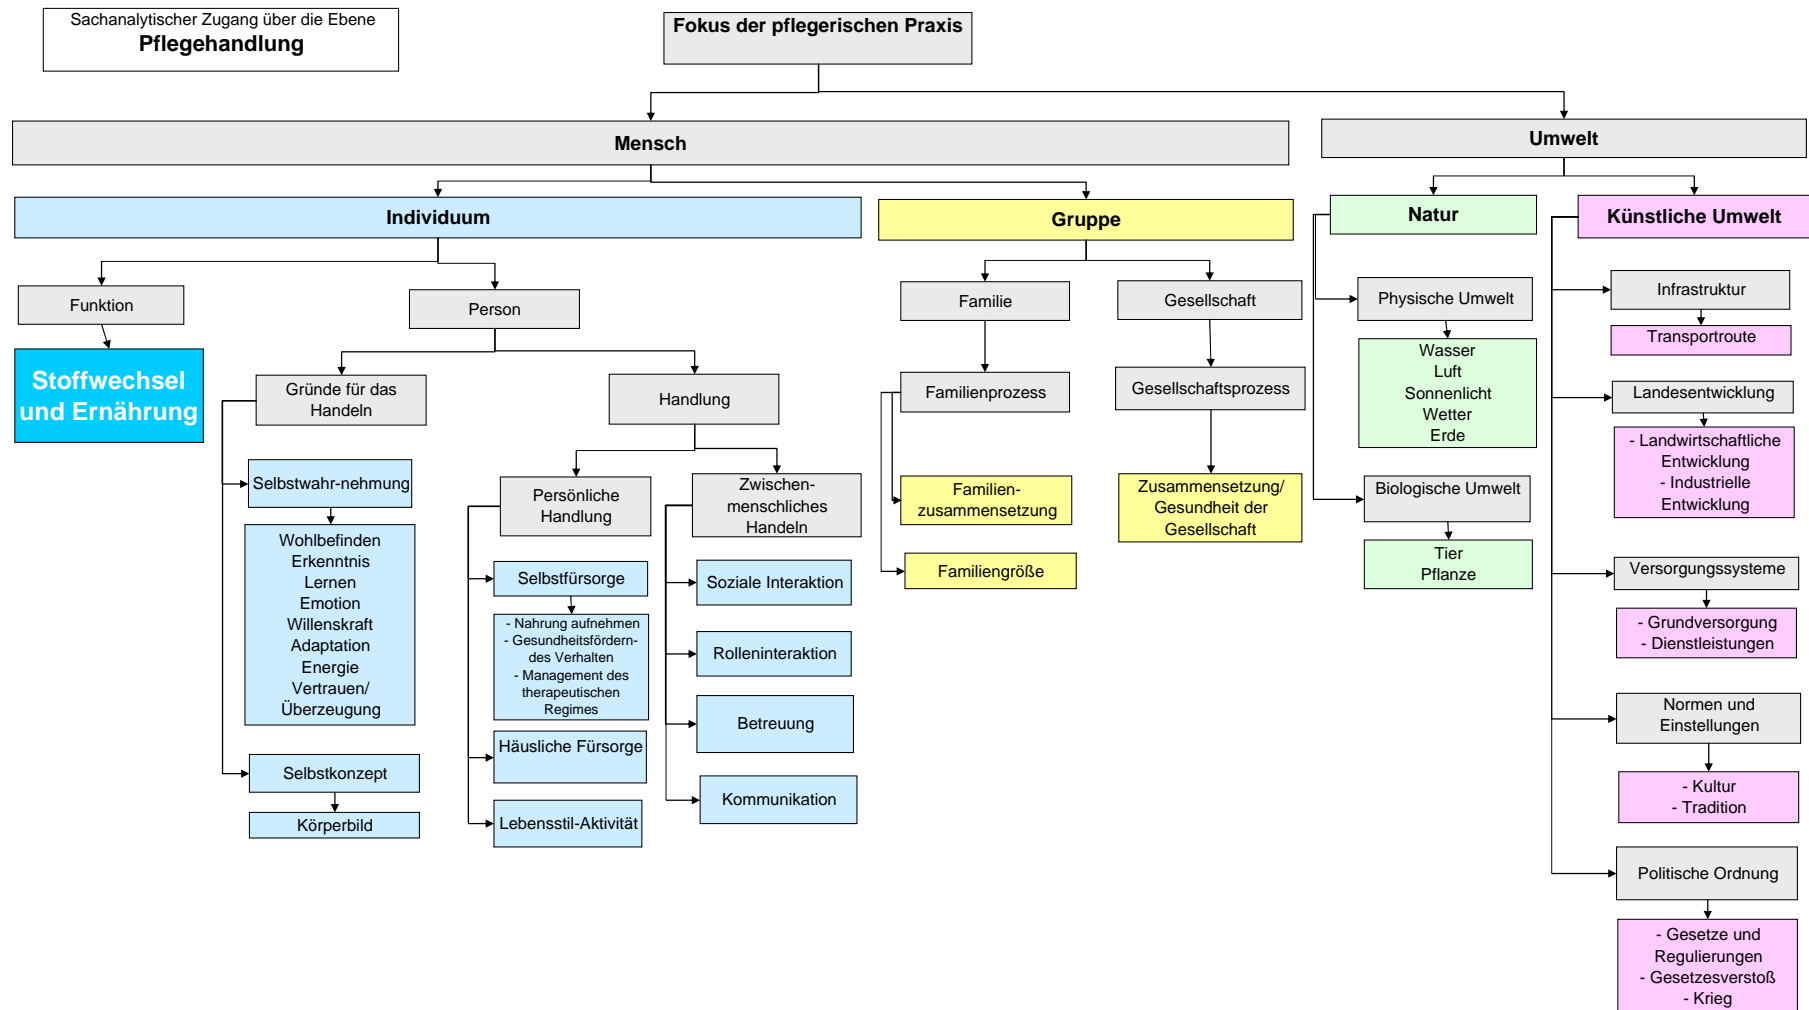 Sachanalytischer Zugang über die Ebene
Pflegehandlung
Fokus der pflegerischen Praxis
Mensch
Umwelt
Individuum
Gruppe
Natur
Künstliche Umwelt
Funktion
Person
Familie
Gesellschaft
Physische Umwelt
Infrastruktur
Transportroute
Stoffwechsel
und Ernährung
Gründe für das
Handeln
Handlung
Familienprozess
Gesellschaftsprozess
Wasser
Luft
Sonnenlicht
Wetter
Erde
Landesentwicklung
- Landwirtschaftliche
Entwicklung
- Industrielle
Entwicklung
Selbstwahr-nehmung
Persönliche
Handlung
Zwischen-
menschliches
Handeln
Familien-
zusammensetzung
Zusammensetzung/
Gesundheit der
Gesellschaft
Biologische Umwelt
Tier
Pflanze
Wohlbefinden
Erkenntnis
Lernen
Emotion
Willenskraft
Adaptation
Energie
Vertrauen/
Überzeugung
Selbstfürsorge
- Nahrung aufnehmen
- Gesundheitsfördern-
des Verhalten
- Management des
therapeutischen
Regimes
Soziale Interaktion
Familiengröße
Versorgungssysteme
- Grundversorgung
- Dienstleistungen
Rolleninteraktion
Häusliche Fürsorge
Betreuung
Normen und
Einstellungen
- Kultur
- Tradition
Selbstkonzept
Körperbild
Lebensstil-Aktivität
Kommunikation
Politische Ordnung
- Gesetze und
Regulierungen
- Gesetzesverstoß
- Krieg